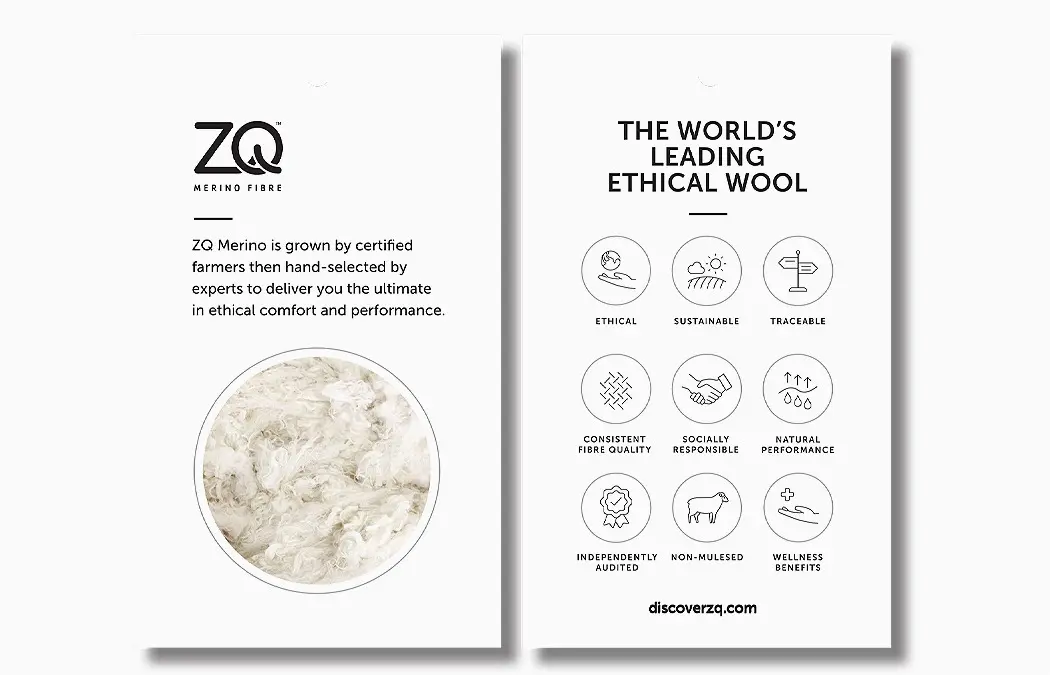 ZQ™
MERINO FIBRE
ZQ Merino is grown by certified
farmers then hand-selected by
experts to deliver you the ultimate
in ethical comfort and performance.
THE WORLD'S
LEADING
ETHICAL WOOL
ETHICAL
SUSTAINABLE
TRACEABLE
CONSISTENT
FIBRE QUALITY
SOCIALLY
RESPONSIBLE
NATURAL
PERFORMANCE
INDEPENDENTLY
AUDITED
NON-MULESED
WELLNESS
BENEFITS
discoverzq.com